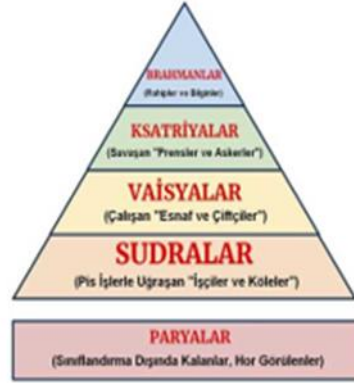 BRAHMANLAR
(Rahipler ve Bilginler)
KSATRİYALAR
(Savaşan "Prensler ve Askerler")
VAİSYALAR
(Çalışan "Esnaf ve Çiftçiler")
SUDRALAR
(Pis İşlerle Uğraşan "İşçiler ve Köleler")
PARYALAR
(Sınıflandırma Dışında Kalanlar, Hor Görülenler)